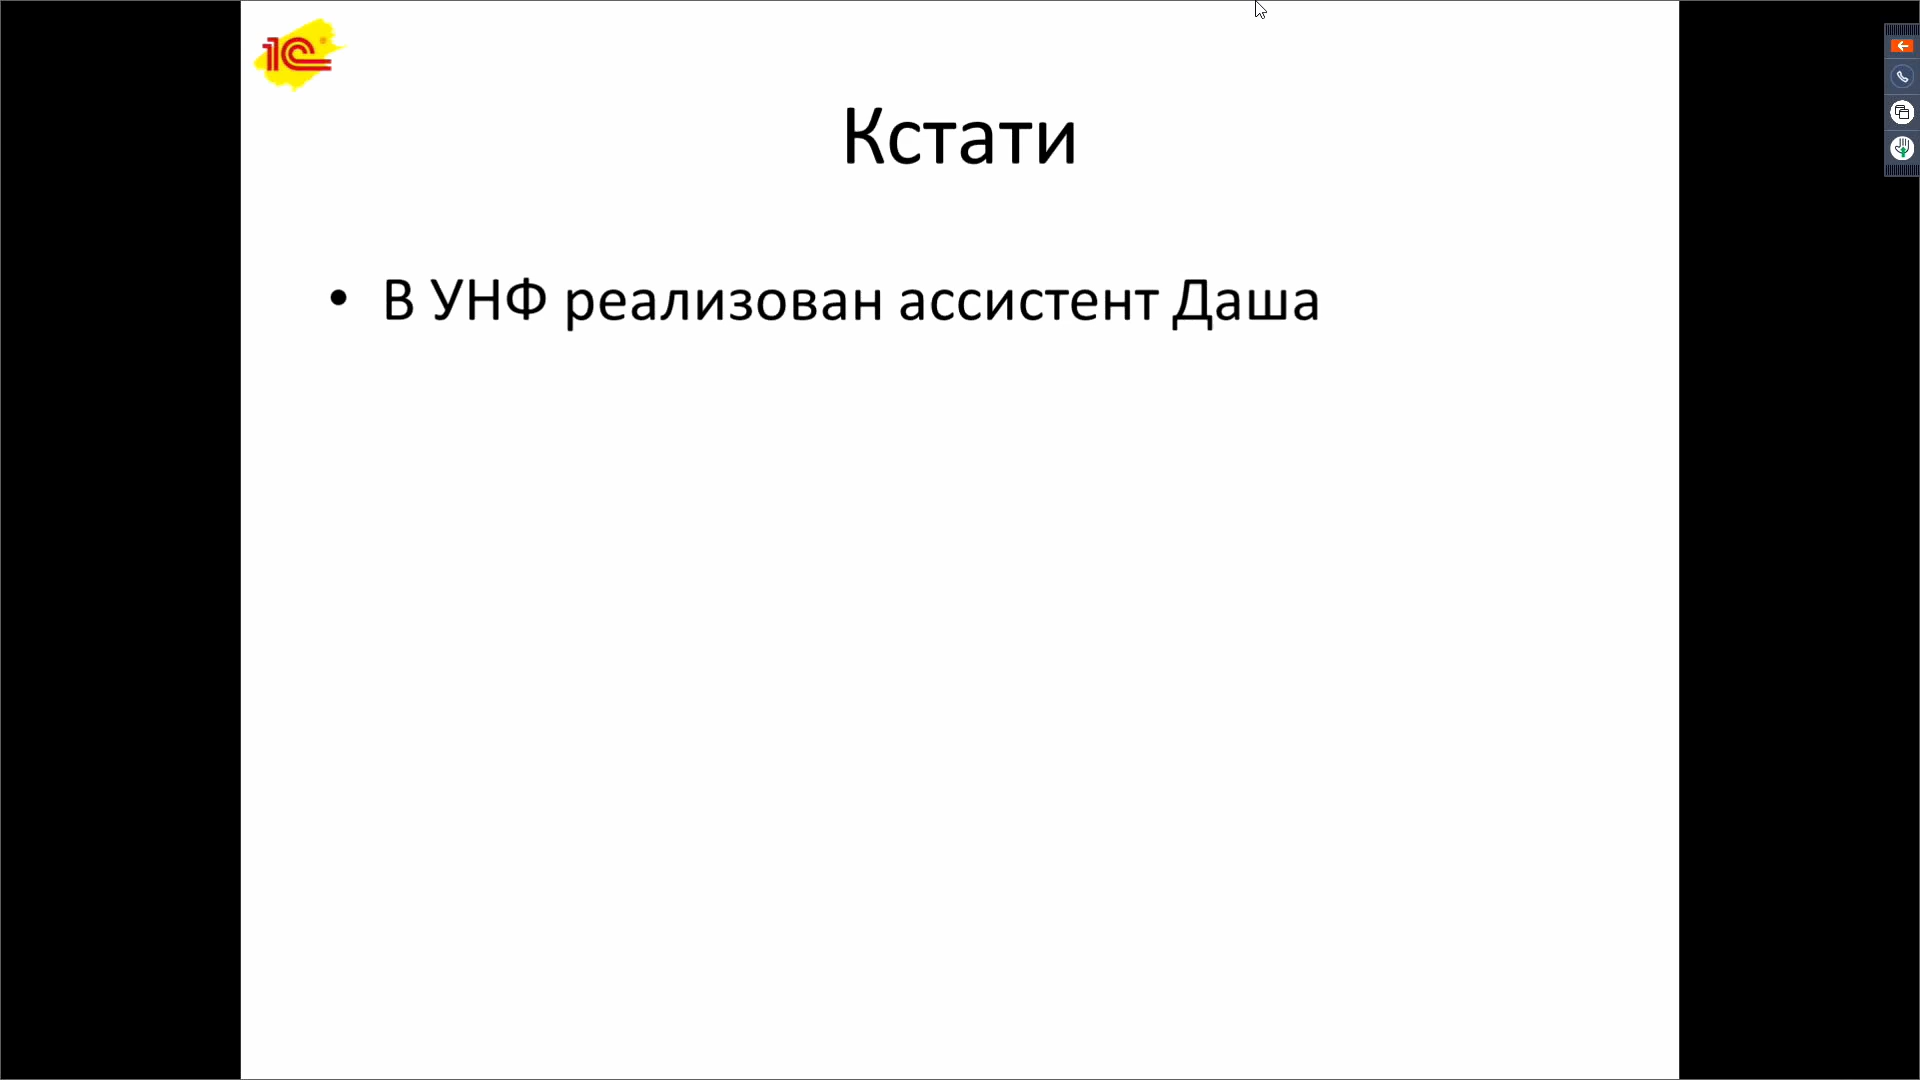 1С
Кстати
• В УНФ реализован ассистент Даша